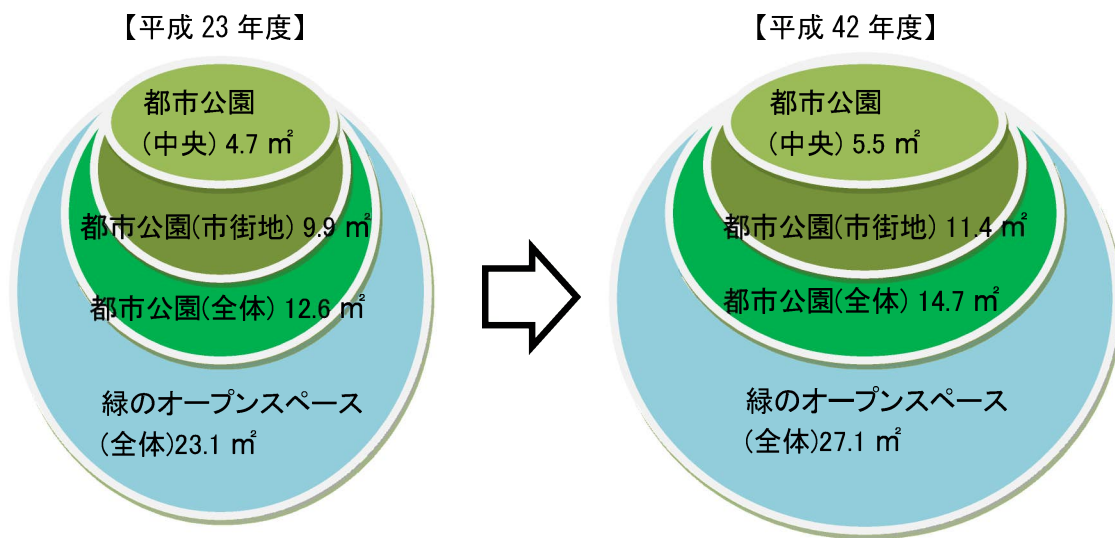 【平成 23 年度】
都市公園
(中央) 4.7 ㎡
都市公園(市街地) 9.9 ㎡
都市公園(全体) 12.6 ㎡
緑のオープンスペース
(全体)23.1 ㎡
【平成 42 年度】
都市公園
(中央) 5.5 ㎡
都市公園(市街地) 11.4 ㎡
都市公園(全体) 14.7 ㎡
緑のオープンスペース
(全体)27.1 ㎡